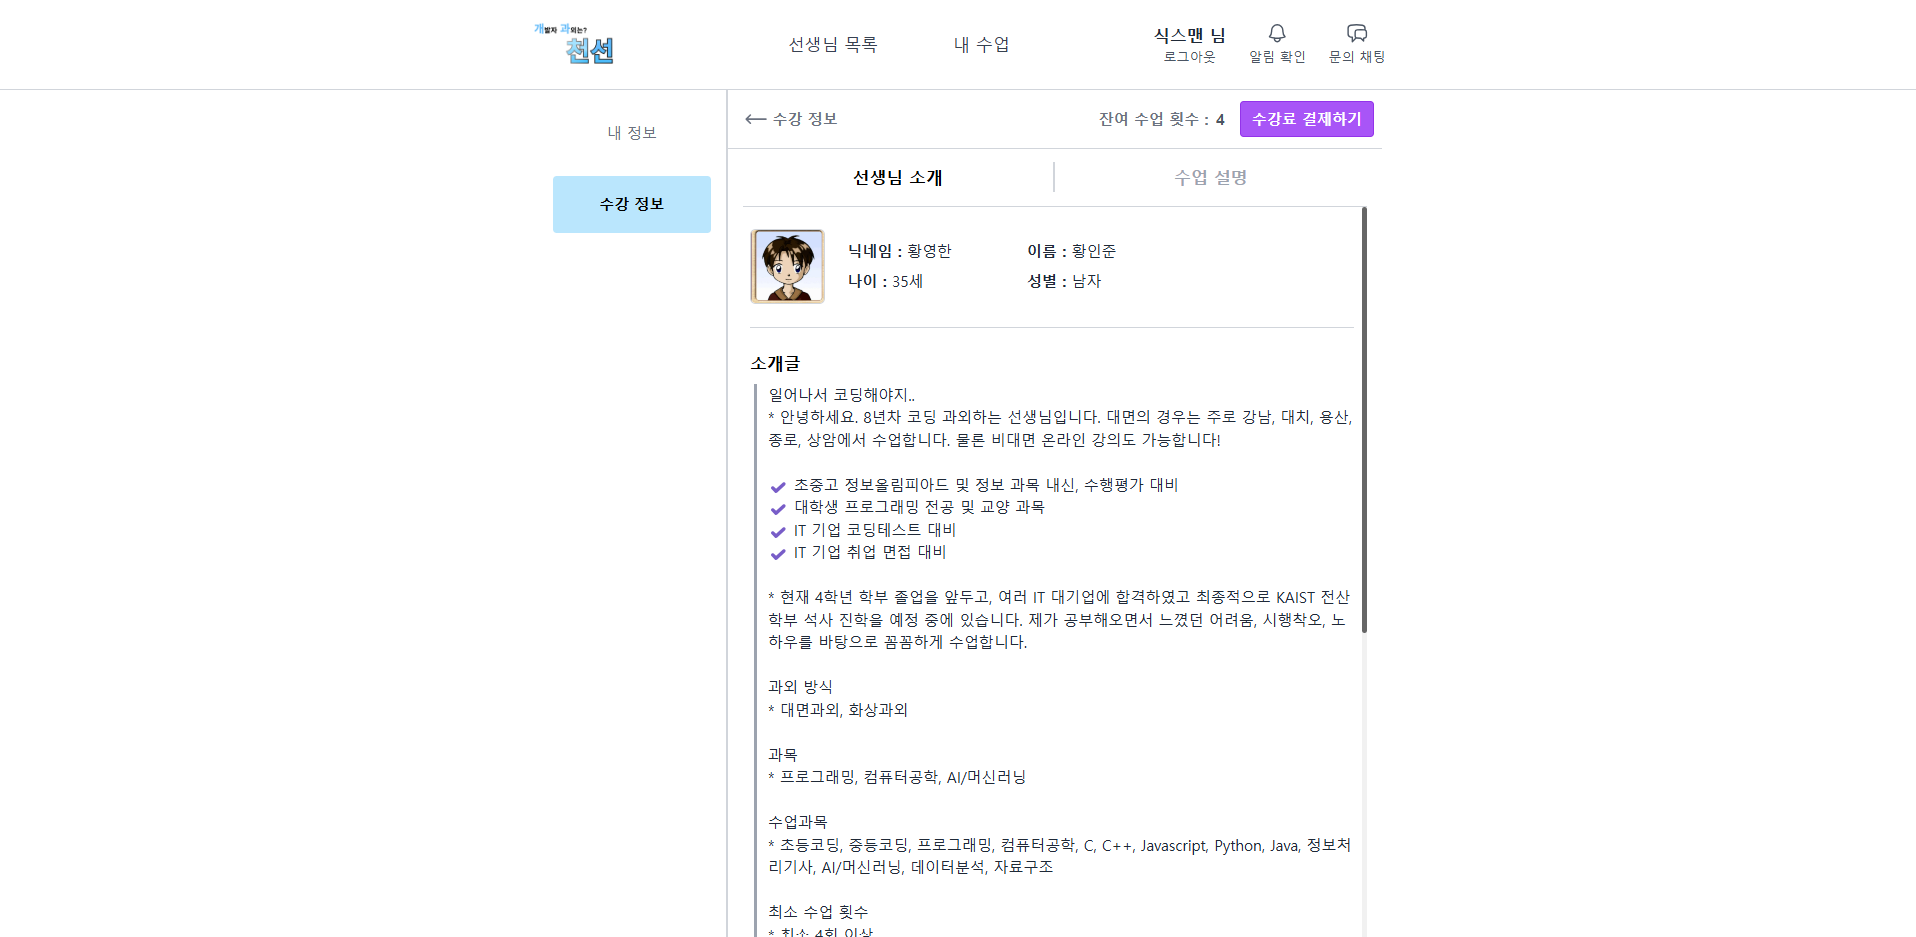 개발자 과외는?
천선
선생님 목록
내 수업
식스맨 님
로그아웃
알림 확인
문의 채팅
내 정보
수강 정보
수강 정보
잔여 수업 횟수 : 4
수강료 결제하기
선생님 소개
수업 설명
닉네임 : 황영한
이름 : 황인준
나이 : 35세
성별 : 남자
소개글
일어나서 코딩해야지..
* 안녕하세요. 8년차 코딩 과외하는 선생님입니다. 대면의 경우는 주로 강남, 대치, 용산,
종로, 상암에서 수업합니다. 물론 비대면 온라인 강의도 가능합니다!
✔ 초중고 정보올림피아드 및 정보 과목 내신, 수행평가 대비
✔ 대학생 프로그래밍 전공 및 교양 과목
✔ IT 기업 코딩테스트 대비
✔ IT 기업 취업 면접 대비
* 현재 4학년 학부 졸업을 앞두고, 여러 IT 대기업에 합격하였고 최종적으로 KAIST 전산
학부 석사 진학을 예정 중에 있습니다. 제가 공부해오면서 느꼈던 어려움, 시행착오, 노
하우를 바탕으로 꼼꼼하게 수업합니다.
과외 방식
* 대면과외, 화상과외
과목
* 프로그래밍, 컴퓨터공학, AI/머신러닝
수업과목
* 초등코딩, 중등코딩, 프로그래밍, 컴퓨터공학, C, C++, Javascript, Python, Java, 정보처
리기사, AI/머신러닝, 데이터분석, 자료구조
최소 수업 횟수
* 최소 4회 이상